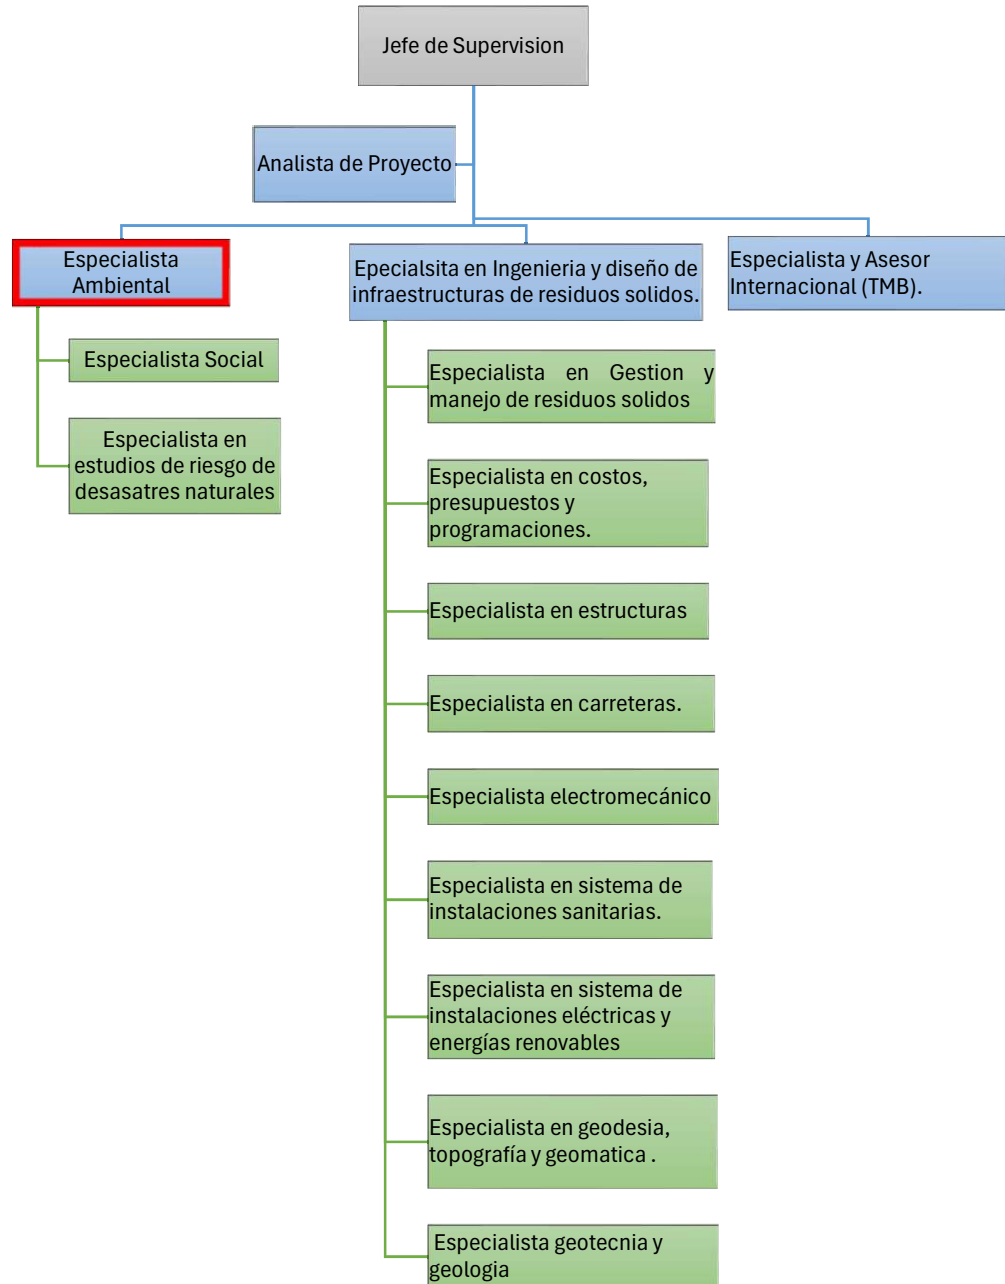 Jefe de Supervision
Analista de Proyecto
Especialista
Ambiental
Epecialsita en Ingenieria y diseño de
infraestructuras de residuos solidos.
Especialista y Asesor
Internacional (TMB).
Especialista Social
Especialista en
estudios de riesgo de
desasatres naturales
Especialista en Gestion y
manejo de residuos solidos
Especialista en costos,
presupuestos y
programaciones.
Especialista en estructuras
Especialista en carreteras.
Especialista electromecánico
Especialista en sistema de
instalaciones sanitarias.
Especialista en sistema de
instalaciones eléctricas y
energías renovables
Especialista en geodesia,
topografía y geomatica .
Especialista geotecnia y
geologia